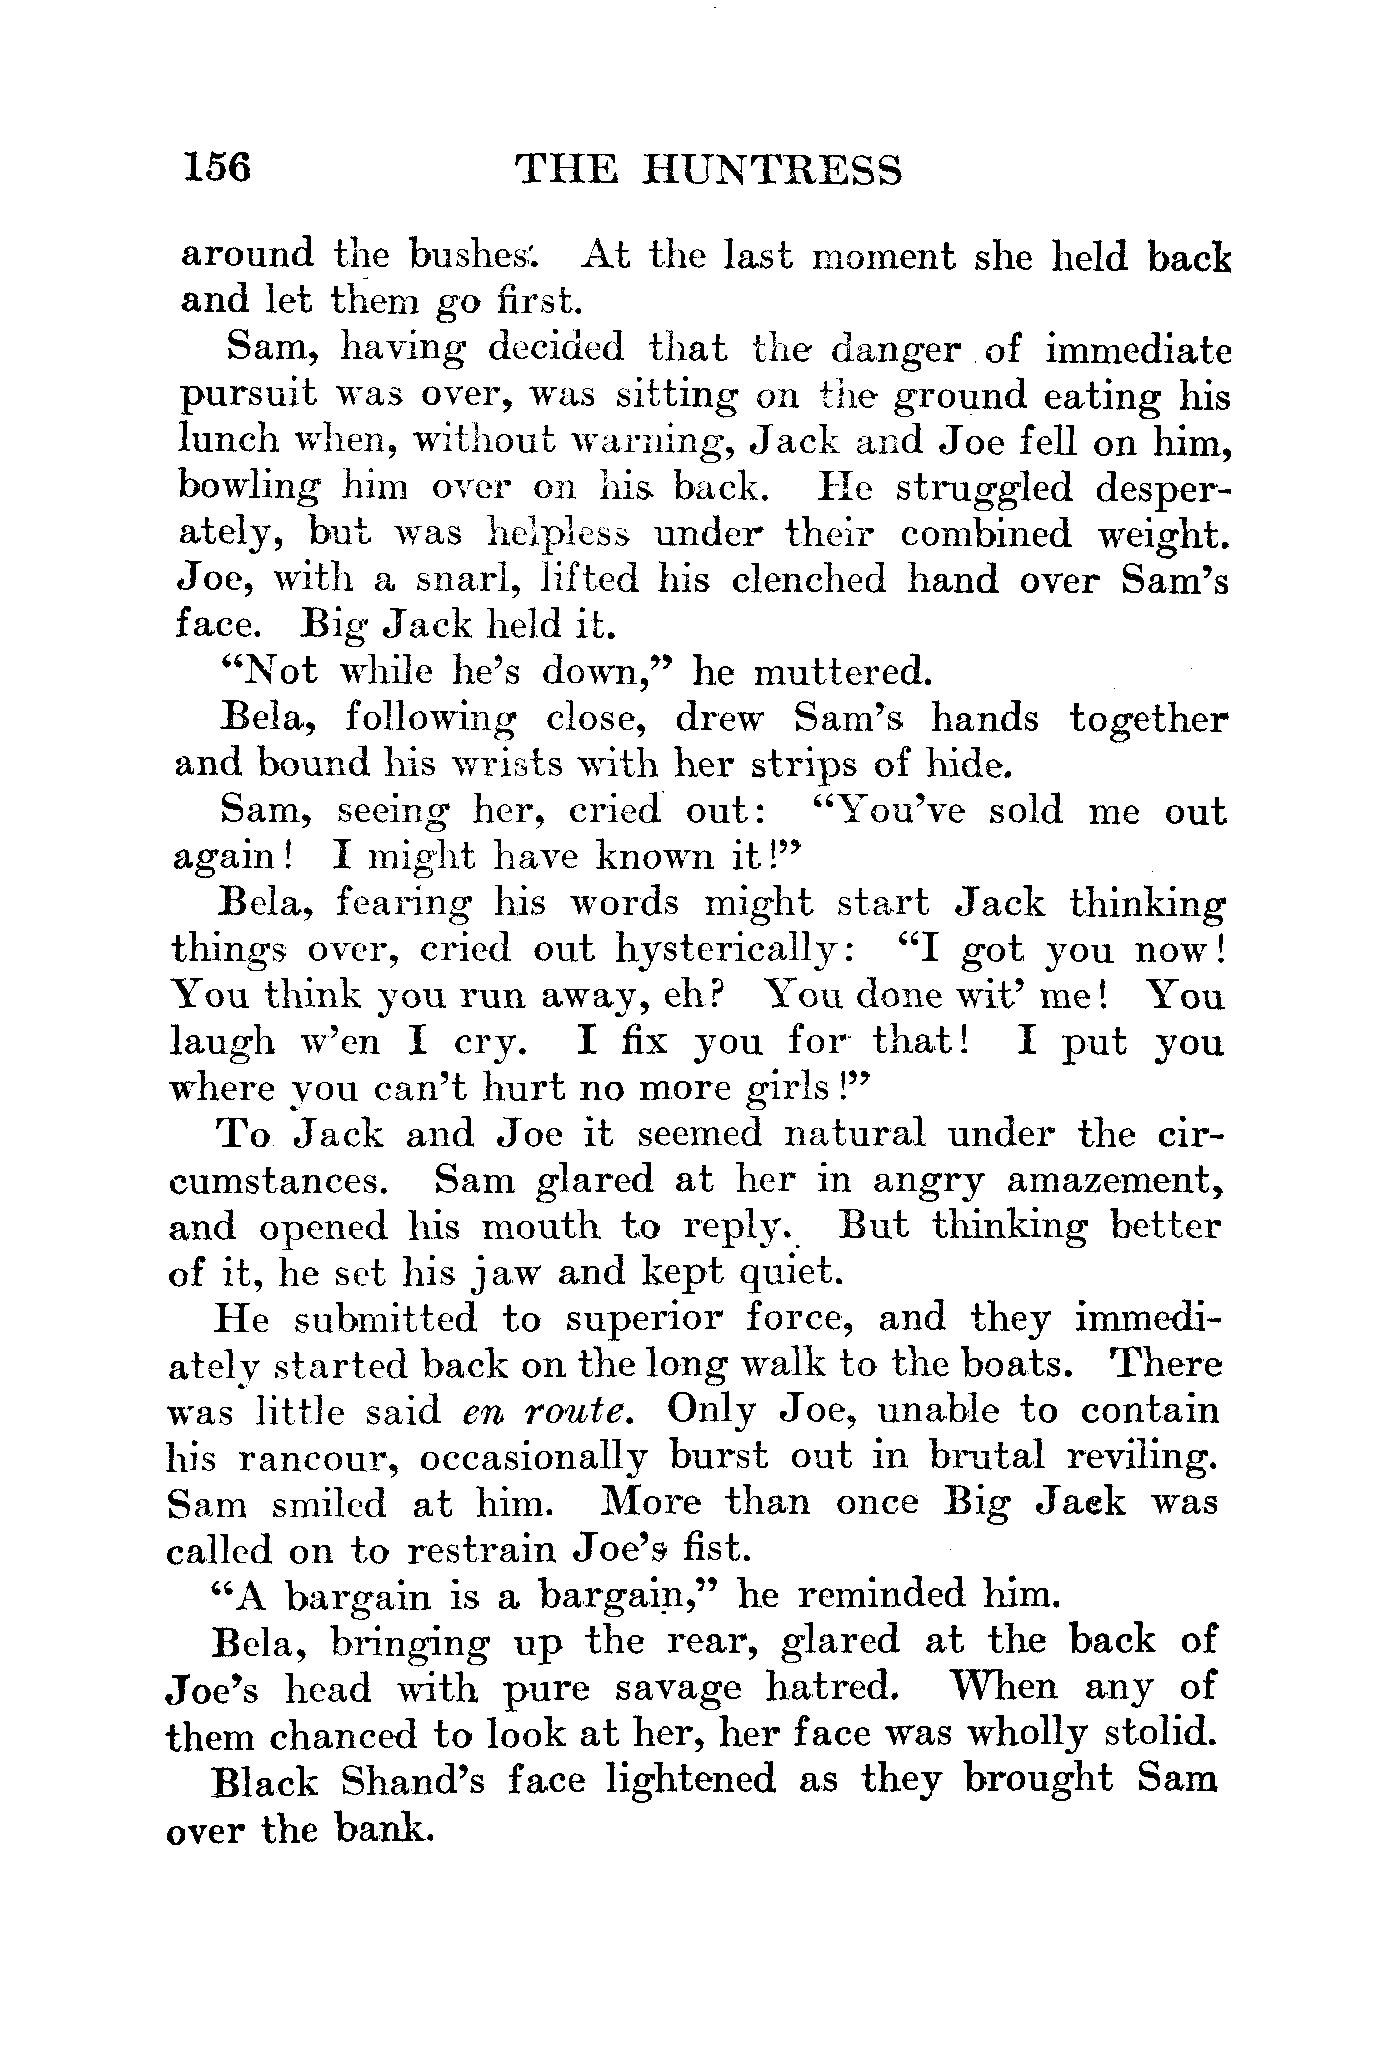 156 THE HUNTRESS
around the bushes. At the last moment she held back
and let them go first.
Sam, having decided that the danger of immediate
pursuit was over, was sitting on the ground eating his
lunch when, without warning, Jack and Joe fell on him,
bowling him over on his back. He struggled desper-
ately, but was helpless under their combined weight.
Joe, with a snarl, lifted his clenched hand over Sam's
face. Big Jack held it.
"Not while he's down," he muttered.
Bela, following close, drew Sam's hands together
and bound his wrists with her strips of hide.
Sam, seeing her, cried out: "You've sold me out
again! I might have known it!"
Bela, fearing his words might start Jack thinking
things over, cried out hysterically: "I got you now!
You think you run away, eh? You done wit' me! You
laugh w'en I cry. I fix you for that! I put you
where you can't hurt no more girls!"
To Jack and Joe it seemed natural under the cir-
cumstances. Sam glared at her in angry amazement,
and opened his mouth to reply. But thinking better
of it, he set his jaw and kept quiet.
He submitted to superior force, and they immedi-
ately started back on the long walk to the boats. There
was little said en route. Only Joe, unable to contain
his rancour, occasionally burst out in brutal reviling.
Sam smiled at him. More than once Big Jack was
called on to restrain Joe's fist.
"A bargain is a bargain," he reminded him.
Bela, bringing up the rear, glared at the back of
Joe's head with pure savage hatred. When any of
them chanced to look at her, her face was wholly stolid.
Black Shand's face lightened as they brought Sam
over the bank.